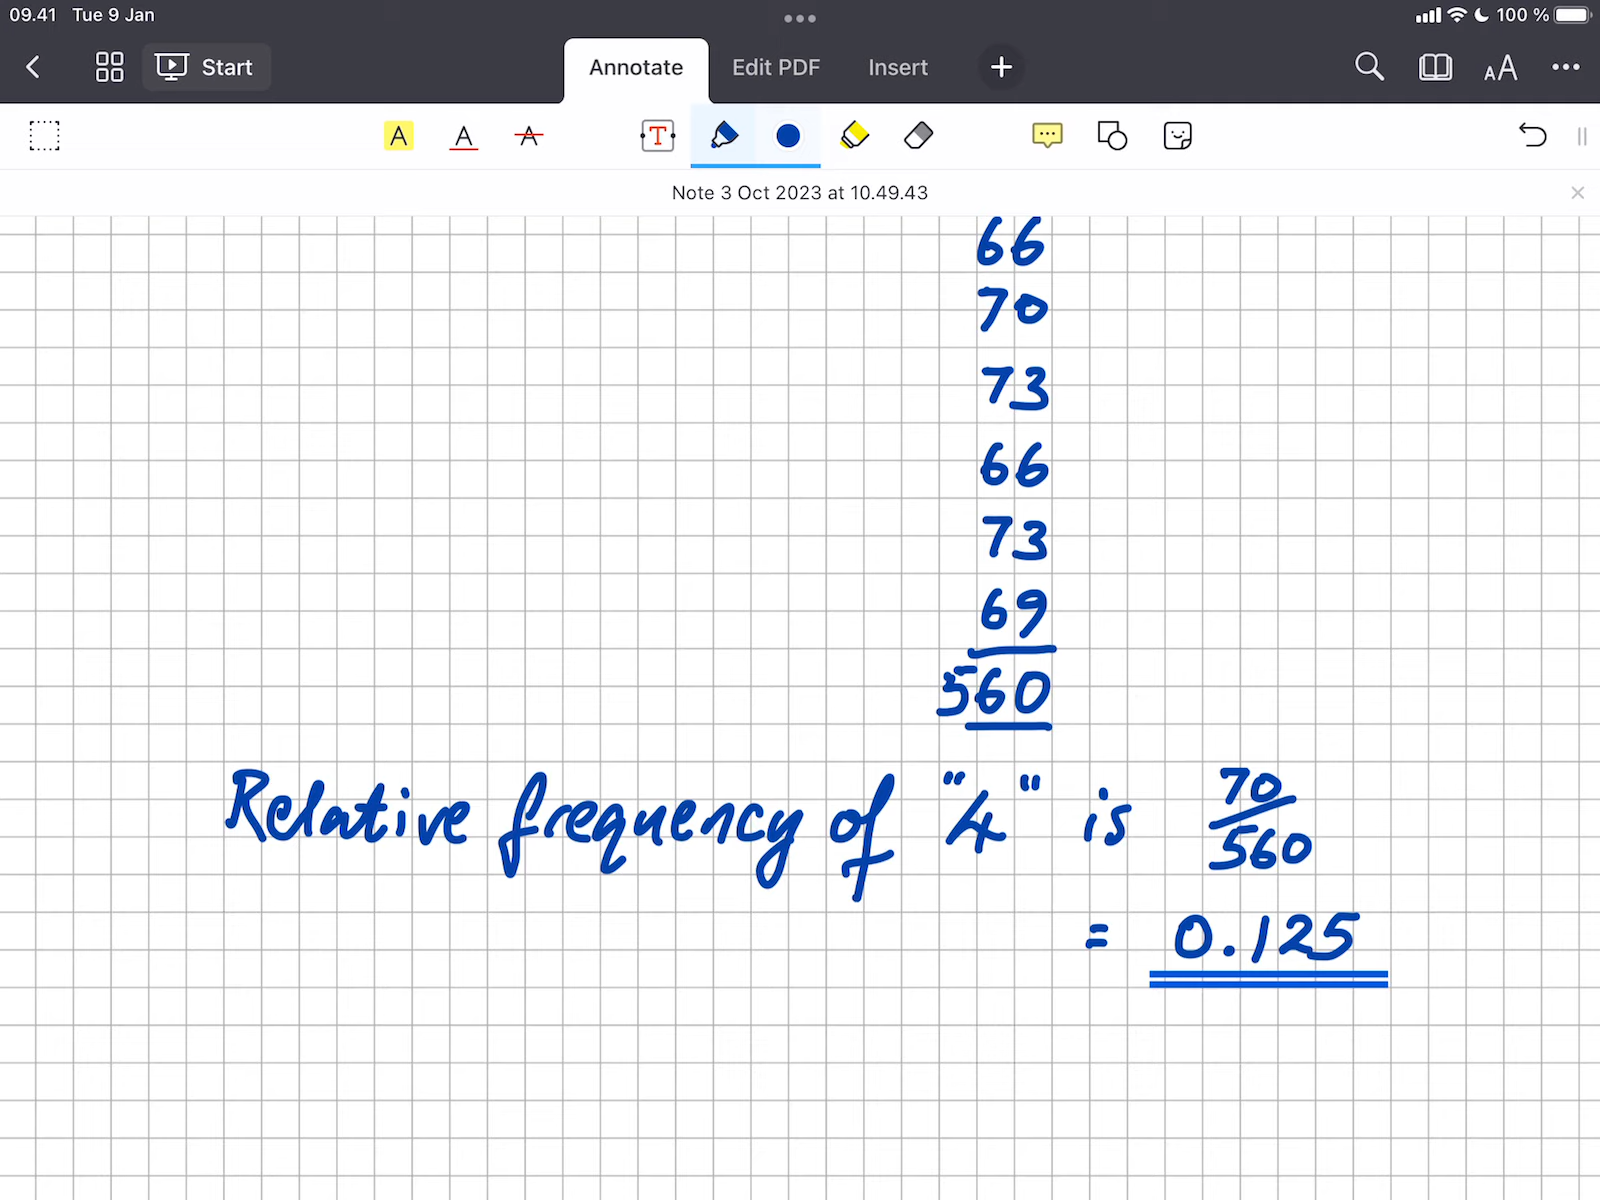 09.41 Tue 9 Jan 100 %
Start Annotate Edit PDF Insert
A A A T AA
Note 3 Oct 2023 at 10.49.43
66
70
73
66
73
69
560
Relative frequency of "4" is 70/560
= 0.125